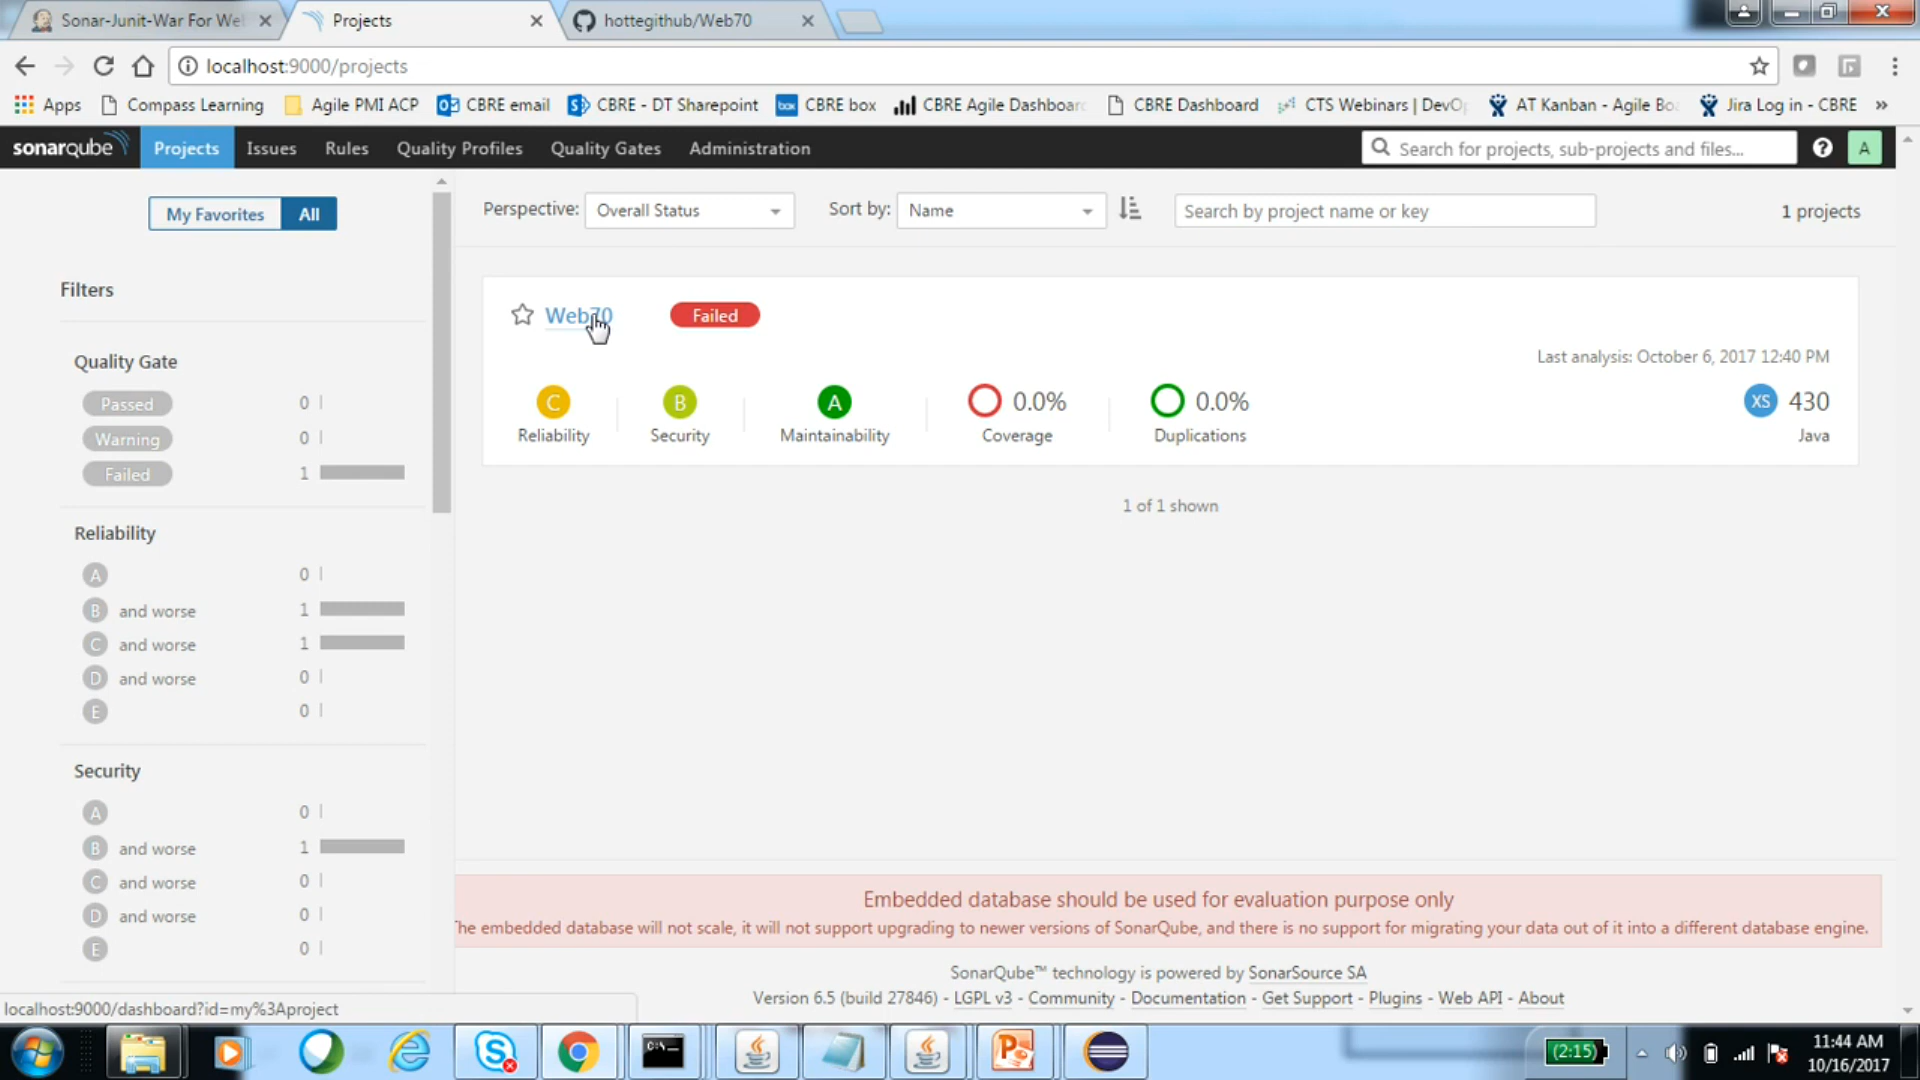 Sonar-Junit-War For Wel
Projects
hottegithub/Web70
localhost:9000/projects
Apps
Compass Learning
Agile PMI ACP
CBRE email
CBRE - DT Sharepoint
CBRE box
CBRE Agile Dashboar
CBRE Dashboard
CTS Webinars | DevO
AT Kanban - Agile Bo
Jira Log in - CBRE
»
sonarqube
Projects
Issues
Rules
Quality Profiles
Quality Gates
Administration
Search for projects, sub-projects and files...
A
My Favorites
All
Perspective: Overall Status
Sort by: Name
Search by project name or key
1 projects
Filters
Quality Gate
Passed 0
Warning 0
Failed 1
Reliability
A 0
B and worse 1
C and worse 1
D and worse 0
E 0
Security
A 0
B and worse 1
C and worse 0
D and worse 0
E 0
Web70
Failed
Last analysis: October 6, 2017 12:40 PM
C
B
A
0.0%
0.0%
XS 430
Reliability
Security
Maintainability
Coverage
Duplications
Java
1 of 1 shown
Embedded database should be used for evaluation purpose only
The embedded database will not scale, it will not support upgrading to newer versions of SonarQube, and there is no support for migrating your data out of it into a different database engine.
SonarQube™ technology is powered by SonarSource SA
Version 6.5 (build 27846) - LGPL v3 - Community - Documentation - Get Support - Plugins - Web API - About
localhost:9000/dashboard?id=my%3Aproject
(2:15)
11:44 AM
10/16/2017